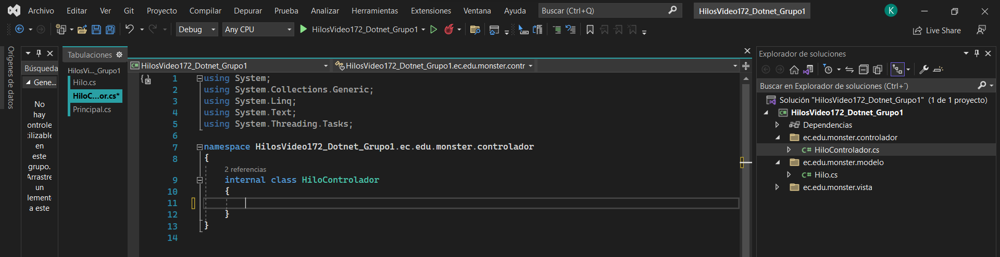 Archivo Editar Ver Git Proyecto Compilar Depurar Prueba Analizar Herramientas Extensiones Ventana Ayuda Buscar (Ctrl+Q) HilosVideo172_Dotnet_Grupo1 K
Debug Any CPU HilosVideo172_Dotnet_Grupo1 Live Share
Orígenes de datos
Búsqueda
Gene...
No
hay
ontrole
tilizable
en
este
grupo.
Arrastre
un
lement
a este
Tabulaciones
HilosVi..._Grupo1
Hilo.cs
HiloC...or.cs*
Principal.cs
HilosVideo172_Dotnet_Grupo1 HilosVideo172_Dotnet_Grupo1.ec.edu.monster.contr
1 using System;
2 using System.Collections.Generic;
3 using System.Linq;
4 using System.Text;
5 using System.Threading.Tasks;
6
7 namespace HilosVideo172_Dotnet_Grupo1.ec.edu.monster.controlador
8 {
2 referencias
9 internal class HiloControlador
10 {
11
12 }
13 }
14
Explorador de soluciones
Buscar en Explorador de soluciones (Ctrl+´)
Solución "HilosVideo172_Dotnet_Grupo1" (1 de 1 proyecto)
C# HilosVideo172_Dotnet_Grupo1
Dependencias
ec.edu.monster.controlador
C# HiloControlador.cs
ec.edu.monster.modelo
C# Hilo.cs
ec.edu.monster.vista